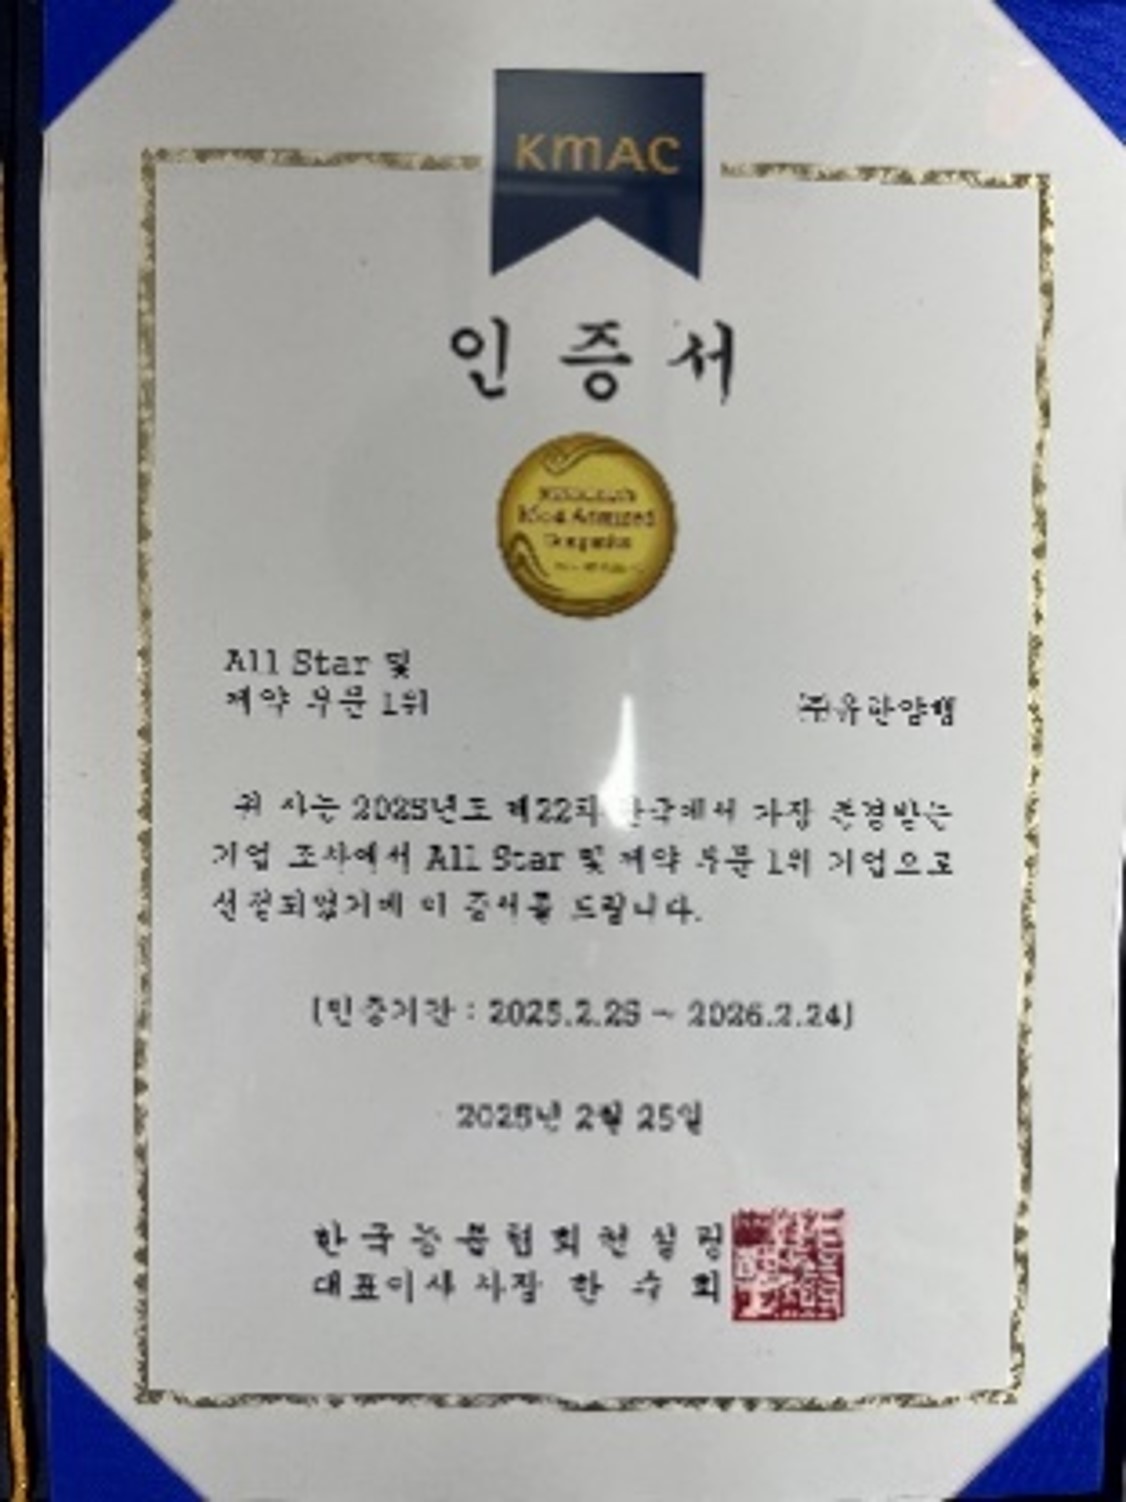 KMAC
인증서
Most Admired
Companies
All Star 및
제약 부문 1위
㈜유한양행
위 사는 2025년도 제22회 한국에서 가장 존경받는
기업 조사에서 All Star 및 제약 부문 1위 기업으로
선정되었기에 이 증서를 드립니다.
(인증기간 : 2025.2.25 ~ 2026.2.24)
2025년 2월 25일
한국능률협회컨설팅
대표이사 사장 한 수 희